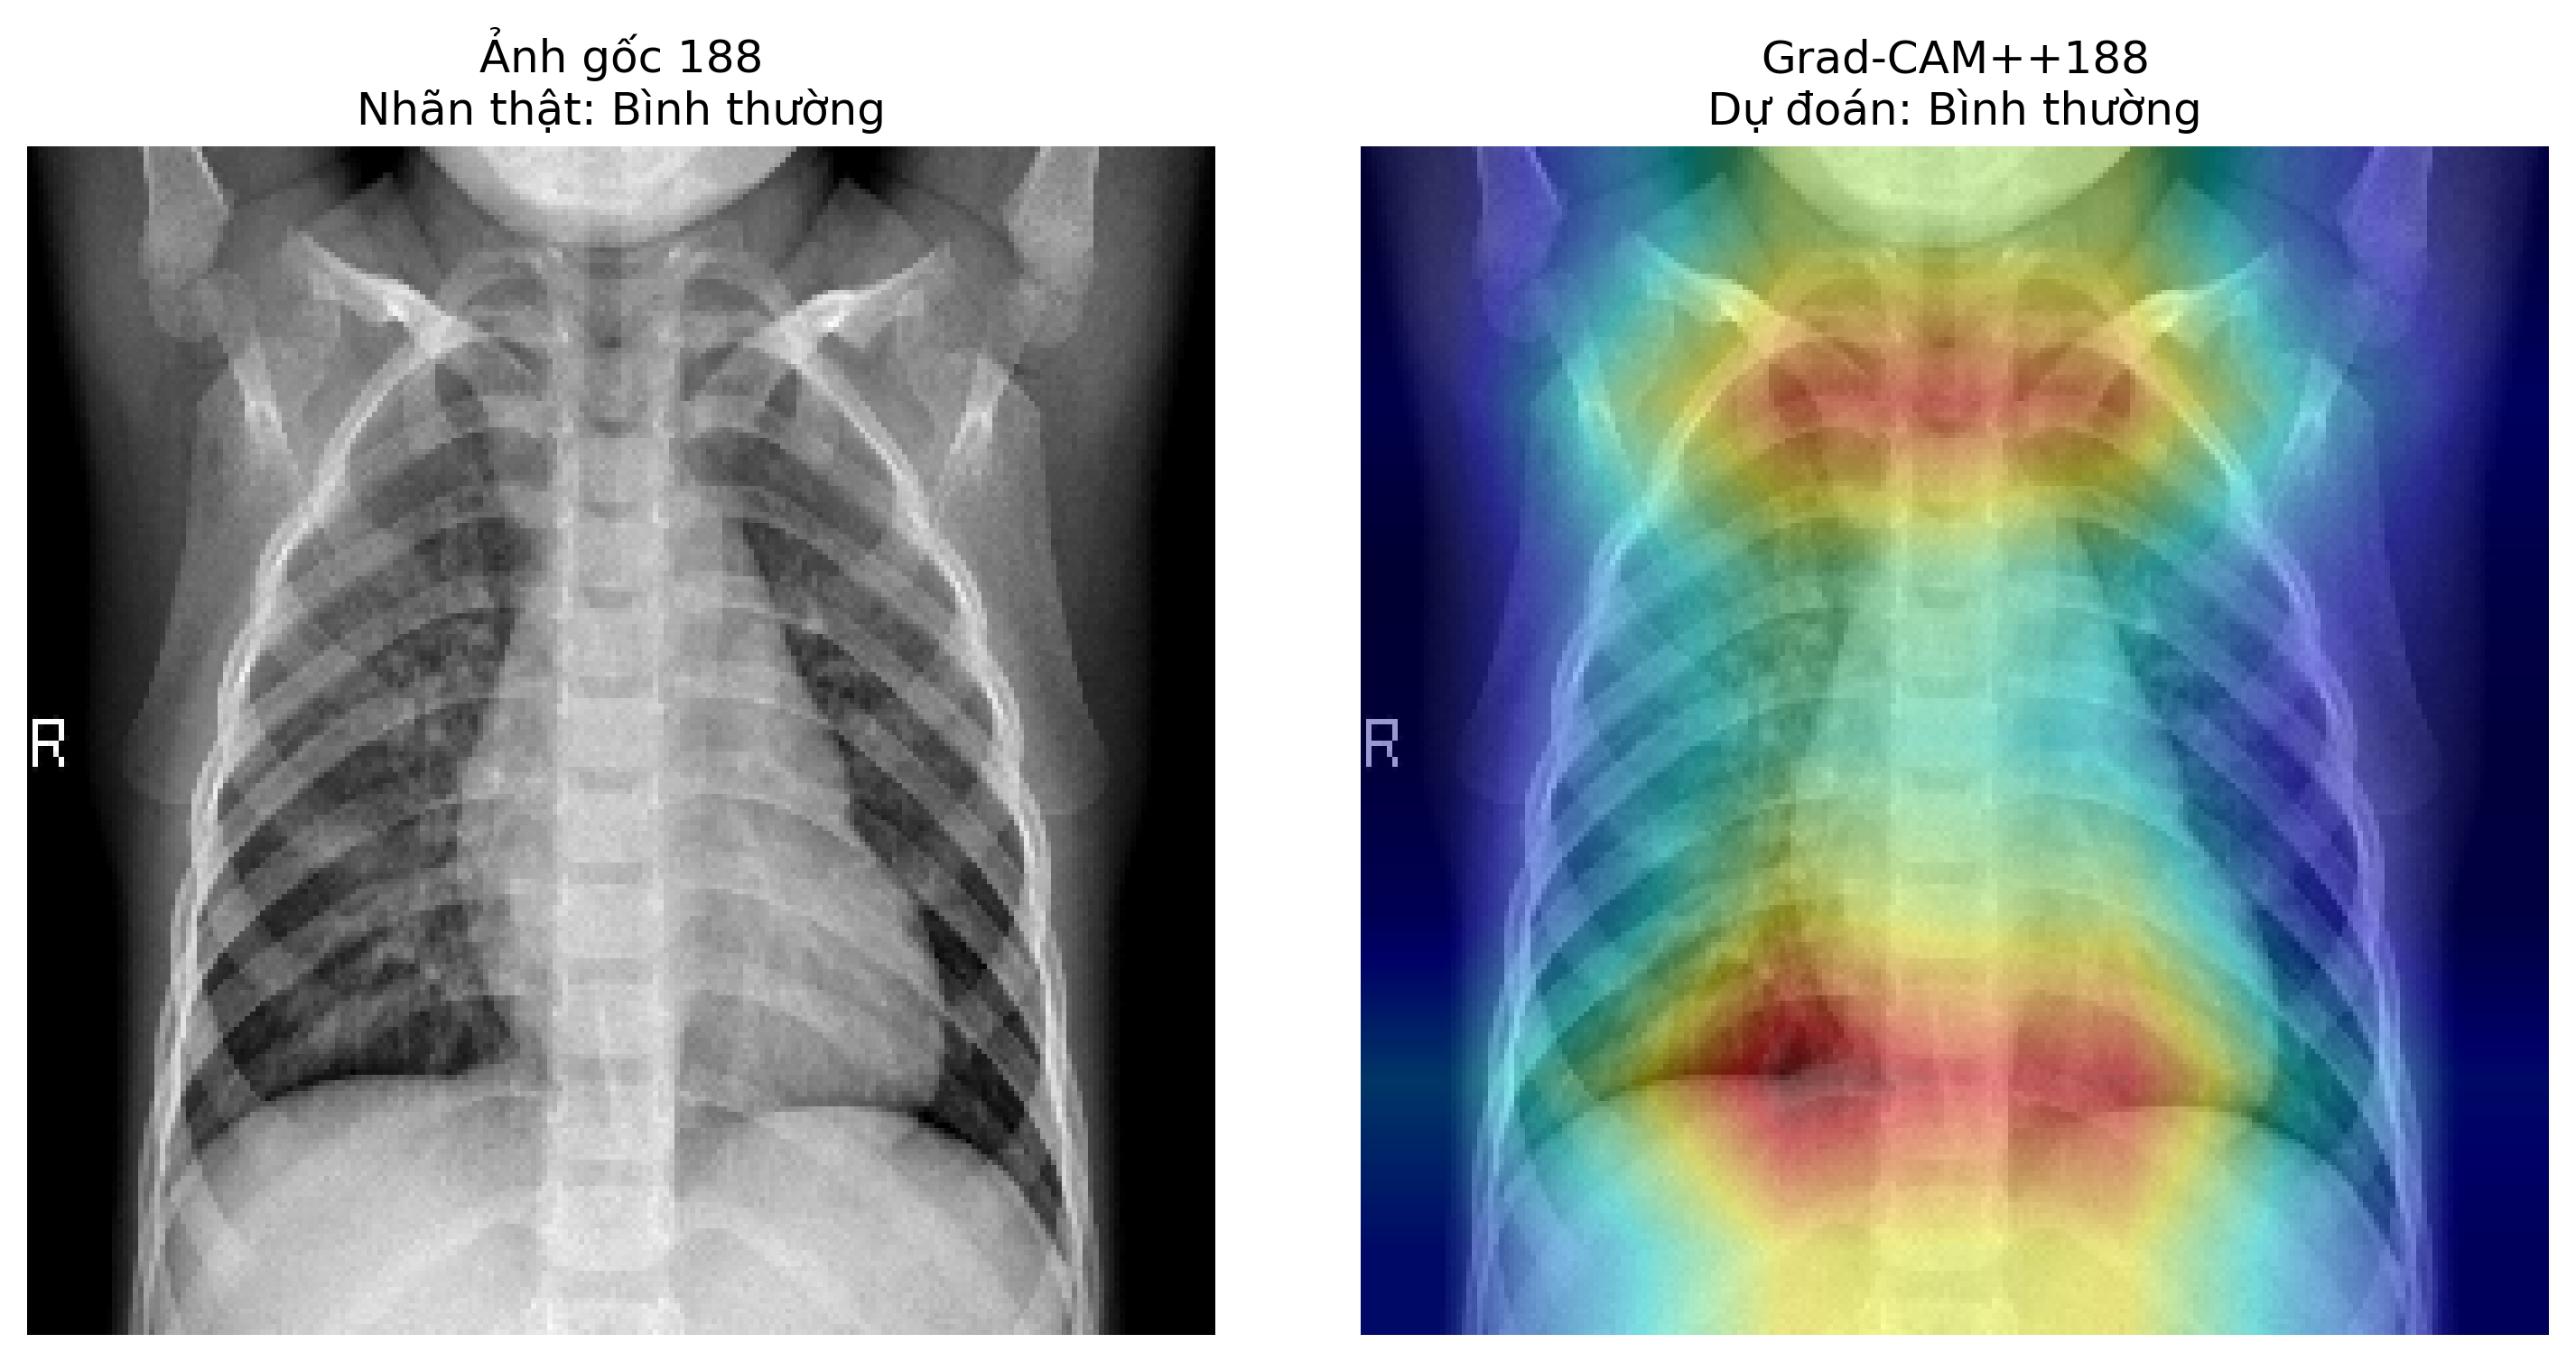 Ảnh gốc 188
Nhãn thật: Bình thường
Grad-CAM++188
Dự đoán: Bình thường
R
R